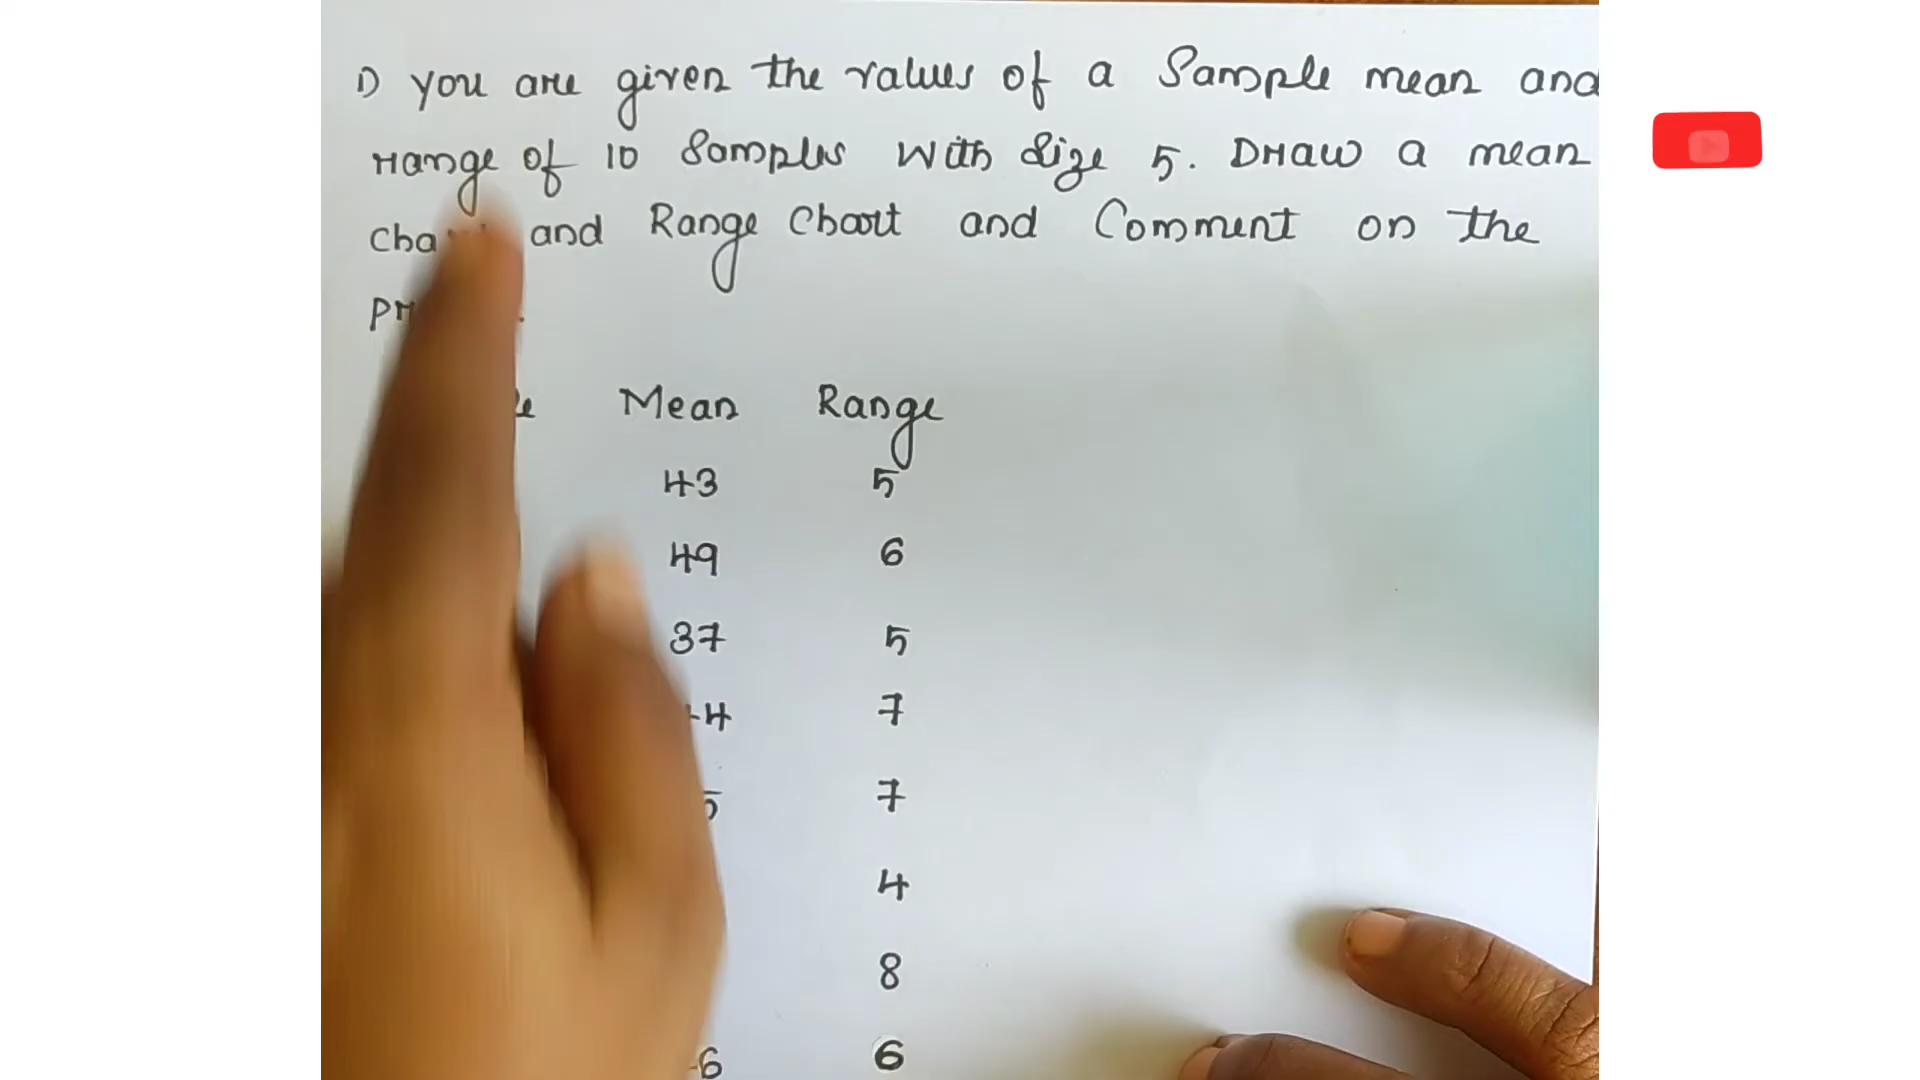 1) you are given the values of a Sample mean and
range of 10 Samples with Size 5. Draw a mean
and Range Chart and Comment on the
Mean Range
43 5
49 6
37 5
7
7
4
8
6